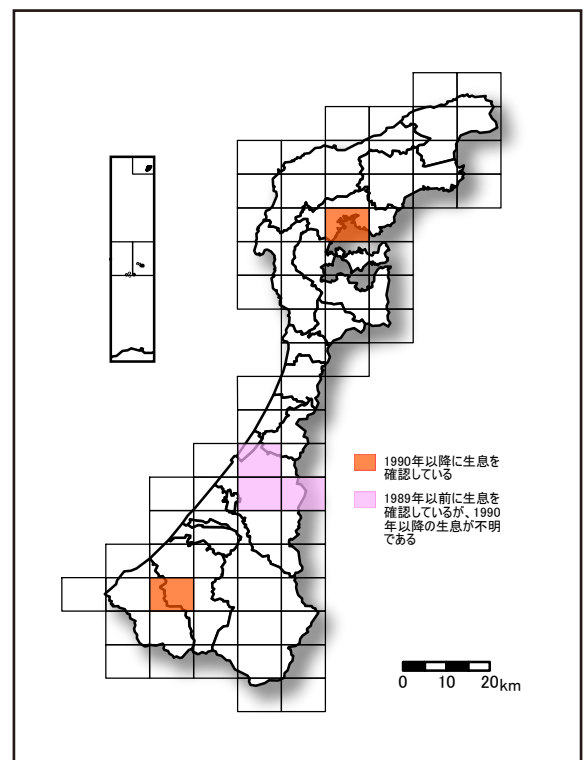 1990年以降に生息を
確認している
1989年以前に生息を
確認しているが、1990
年以降の生息が不明
である
0 10 20km